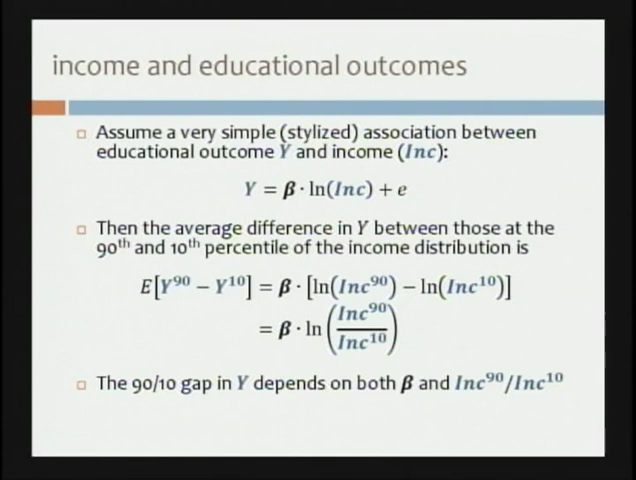 income and educational outcomes
□ Assume a very simple (stylized) association between
educational outcome Y and income (Inc):
Y = β · ln(Inc) + e
□ Then the average difference in Y between those at the
90th and 10th percentile of the income distribution is
E[Y⁹⁰ − Y¹⁰] = β · [ln(Inc⁹⁰) − ln(Inc¹⁰)]
= β · ln(Inc⁹⁰/Inc¹⁰)
□ The 90/10 gap in Y depends on both β and Inc⁹⁰/Inc¹⁰